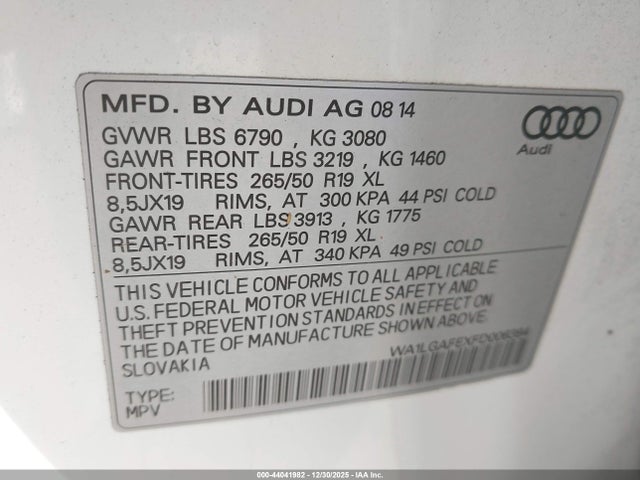 MFD. BY AUDI AG 08 14
GVWR LBS 6790 , KG 3080
GAWR FRONT LBS 3219 , KG 1460
FRONT-TIRES 265/50 R19 XL
8,5JX19 RIMS, AT 300 KPA 44 PSI COLD
GAWR REAR LBS 3913 , KG 1775
REAR-TIRES 265/50 R19 XL
8,5JX19 RIMS, AT 340 KPA 49 PSI COLD
Audi
THIS VEHICLE CONFORMS TO ALL APPLICABLE
U.S. FEDERAL MOTOR VEHICLE SAFETY AND
THEFT PREVENTION STANDARDS IN EFFECT ON
THE DATE OF MANUFACTURE SHOWN ABOVE.
SLOVAKIA
WA1LGAFEXFD006394
TYPE:
MPV
000-44041982 - 12/30/2025 - IAA Inc.